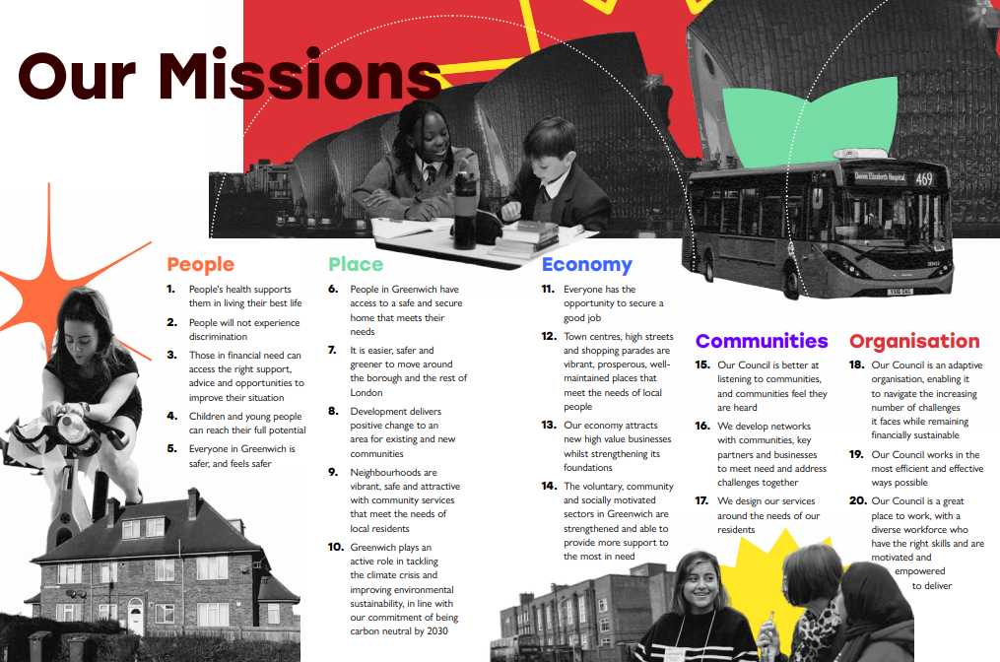 Our Missions
Queen Elizabeth Hospital 469
People
1. People's health supports
them in living their best life
2. People will not experience
discrimination
3. Those in financial need can
access the right support,
advice and opportunities to
improve their situation
4. Children and young people
can reach their full potential
5. Everyone in Greenwich is
safer, and feels safer
Place
6. People in Greenwich have
access to a safe and secure
home that meets their
needs
7. It is easier, safer and
greener to move around
the borough and the rest of
London
8. Development delivers
positive change to an
area for existing and new
communities
9. Neighbourhoods are
vibrant, safe and attractive
with community services
that meet the needs of
local residents
10. Greenwich plays an
active role in tackling
the climate crisis and
improving environmental
sustainability, in line with
our commitment of being
carbon neutral by 2030
Economy
11. Everyone has the
opportunity to secure a
good job
12. Town centres, high streets
and shopping parades are
vibrant, prosperous, well-
maintained places that
meet the needs of local
people
13. Our economy attracts
new high value businesses
whilst strengthening its
foundations
14. The voluntary, community
and socially motivated
sectors in Greenwich are
strengthened and able to
provide more support to
the most in need
Communities
15. Our Council is better at
listening to communities,
and communities feel they
are heard
16. We develop networks
with communities, key
partners and businesses
to meet need and address
challenges together
17. We design our services
around the needs of our
residents
Organisation
18. Our Council is an adaptive
organisation, enabling it
to navigate the increasing
number of challenges
it faces while remaining
financially sustainable
19. Our Council works in the
most efficient and effective
ways possible
20. Our Council is a great
place to work, with a
diverse workforce who
have the right skills and are
motivated and
empowered
to deliver